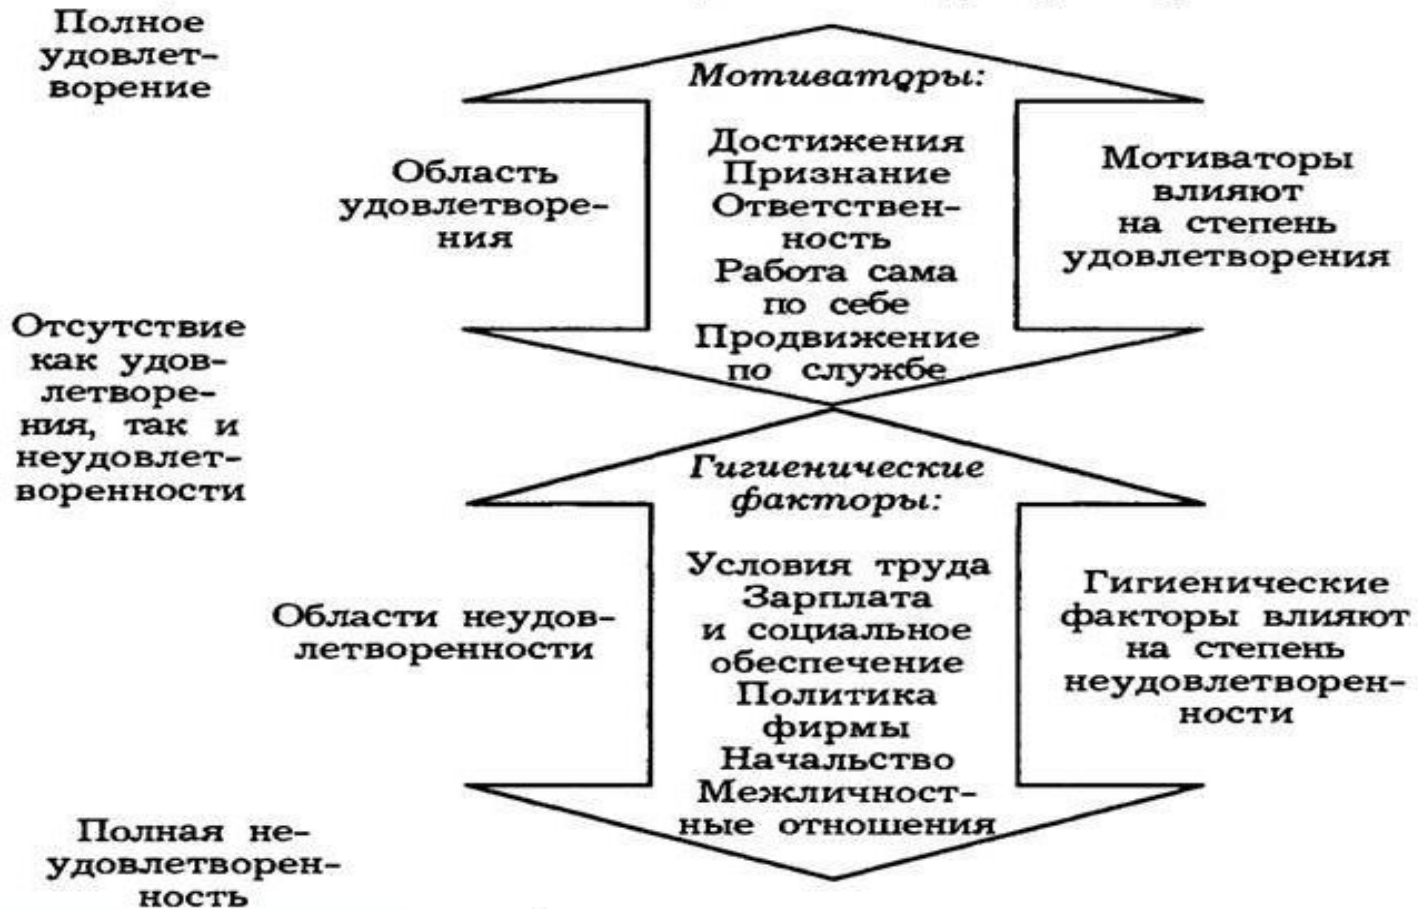 Полное
удовлет-
ворение
Мотиваторы:
Достижения
Признание
Ответствен-
ность
Работа сама
по себе
Продвижение
по службе
Область
удовлетворе-
ния
Мотиваторы
влияют
на степень
удовлетворения
Отсутствие
как удов-
летворе-
ния, так и
неудовлет-
воренности
Гигиенические
факторы:
Условия труда
Зарплата
и социальное
обеспечение
Политика
фирмы
Начальство
Межличност-
ные отношения
Области неудов-
летворенности
Гигиенические
факторы влияют
на степень
неудовлетворен-
ности
Полная не-
удовлетворен-
ность